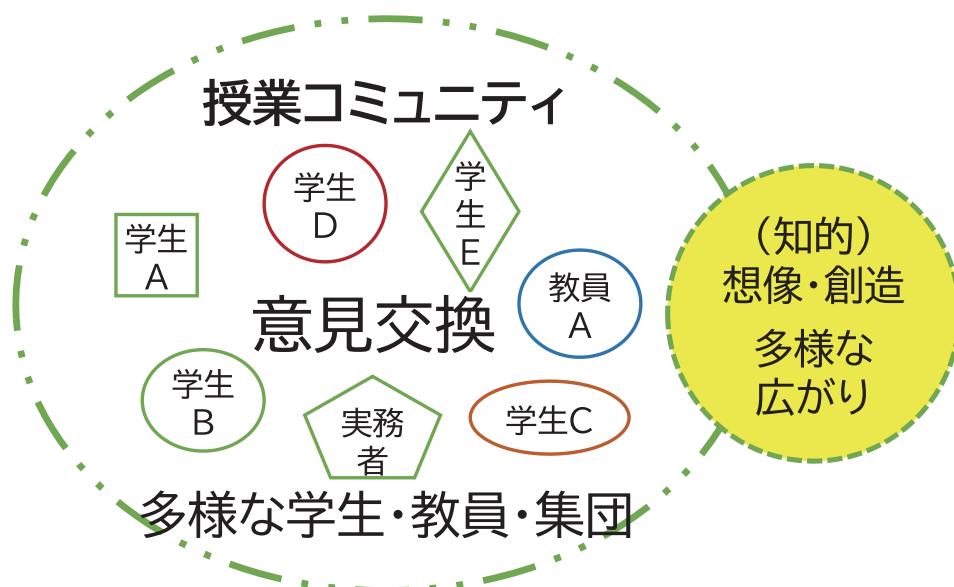 授業コミュニティ
学生
D
学
生
E
学生
A
教員
A
意見交換
学生
B
実務
者
学生C
多様な学生・教員・集団
（知的）
想像・創造
多様な
広がり